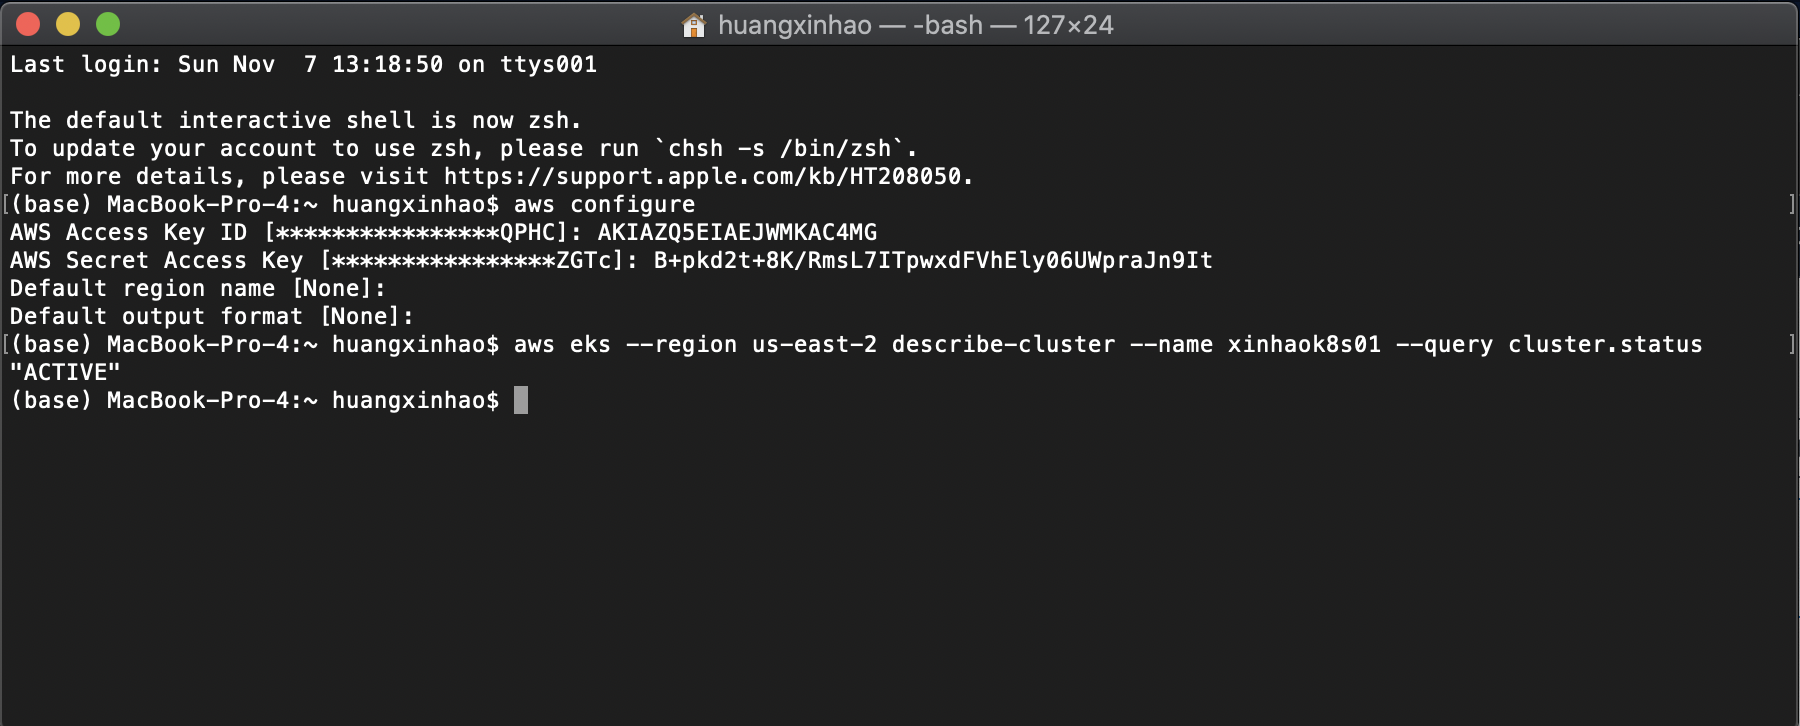 huangxinhao — -bash — 127×24
Last login: Sun Nov  7 13:18:50 on ttys001
The default interactive shell is now zsh.
To update your account to use zsh, please run `chsh -s /bin/zsh`.
For more details, please visit https://support.apple.com/kb/HT208050.
[(base) MacBook-Pro-4:~ huangxinhao$ aws configure ]
AWS Access Key ID [****************QPHC]: AKIAZQ5EIAEJWMKAC4MG
AWS Secret Access Key [****************ZGTc]: 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
Default region name [None]:
Default output format [None]:
[(base) MacBook-Pro-4:~ huangxinhao$ aws eks --region us-east-2 describe-cluster --name xinhaok8s01 --query cluster.status ]
"ACTIVE"
(base) MacBook-Pro-4:~ huangxinhao$